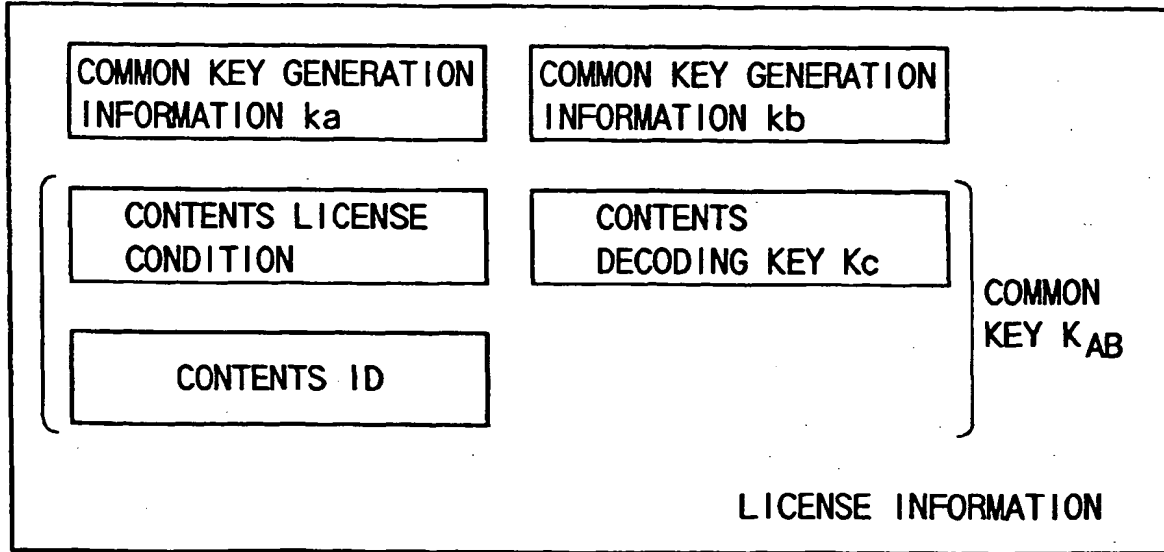 COMMON KEY GENERATION
INFORMATION ka
COMMON KEY GENERATION
INFORMATION kb
CONTENTS LICENSE
CONDITION
CONTENTS
DECODING KEY Kc
CONTENTS ID
COMMON
KEY KAB
LICENSE INFORMATION